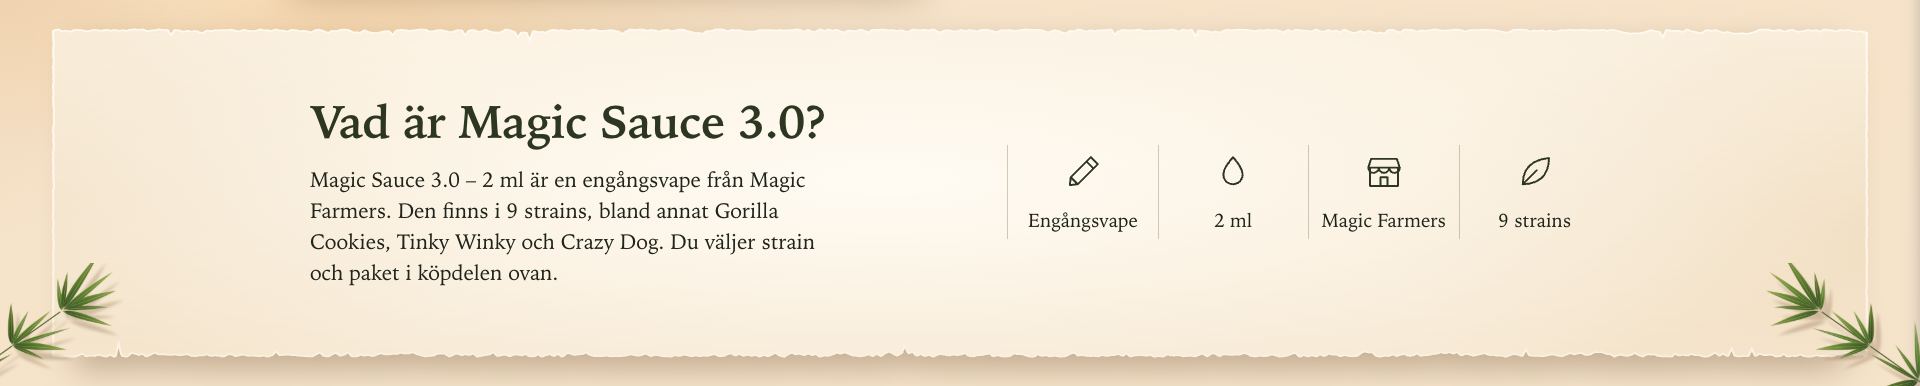 Vad är Magic Sauce 3.0?
Magic Sauce 3.0 – 2 ml är en engångsvape från Magic
Farmers. Den finns i 9 strains, bland annat Gorilla
Cookies, Tinky Winky och Crazy Dog. Du väljer strain
och paket i köpdelen ovan.
Engångsvape
2 ml
Magic Farmers
9 strains